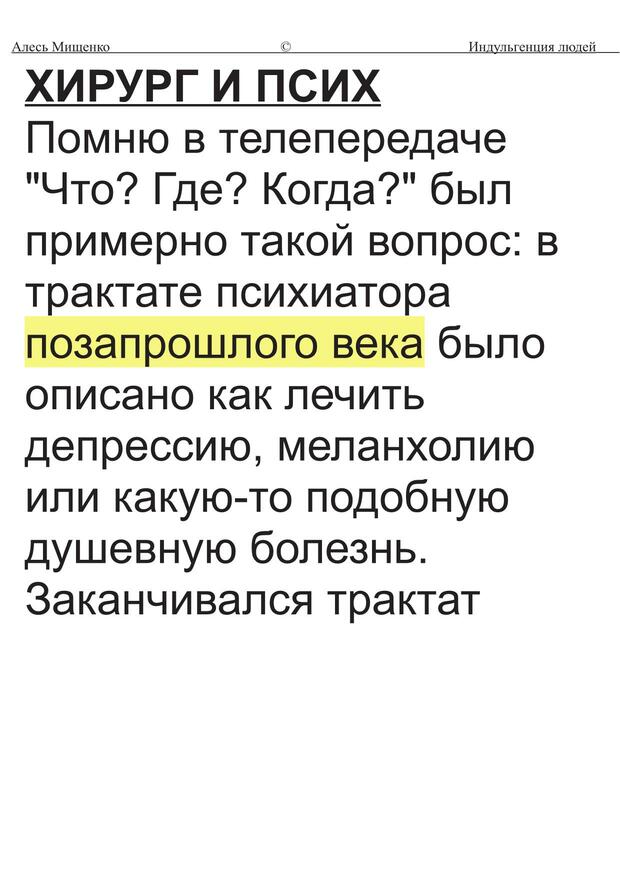 Алесь Мищенко © Индульгенция людей
ХИРУРГ И ПСИХ
Помню в телепередаче
"Что? Где? Когда?" был
примерно такой вопрос: в
трактате психиатора
позапрошлого века было
описано как лечить
депрессию, меланхолию
или какую-то подобную
душевную болезнь.
Заканчивался трактат